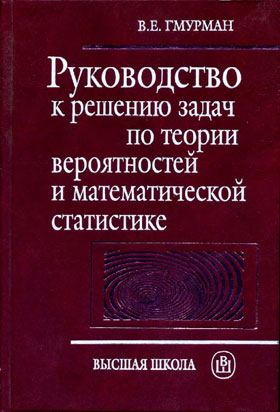 В.Е. ГМУРМАН
РУКОВОДСТВО
К РЕШЕНИЮ ЗАДАЧ
ПО ТЕОРИИ
ВЕРОЯТНОСТЕЙ
И МАТЕМАТИЧЕСКОЙ
СТАТИСТИКЕ
ВЫСШАЯ ШКОЛА
ВШ